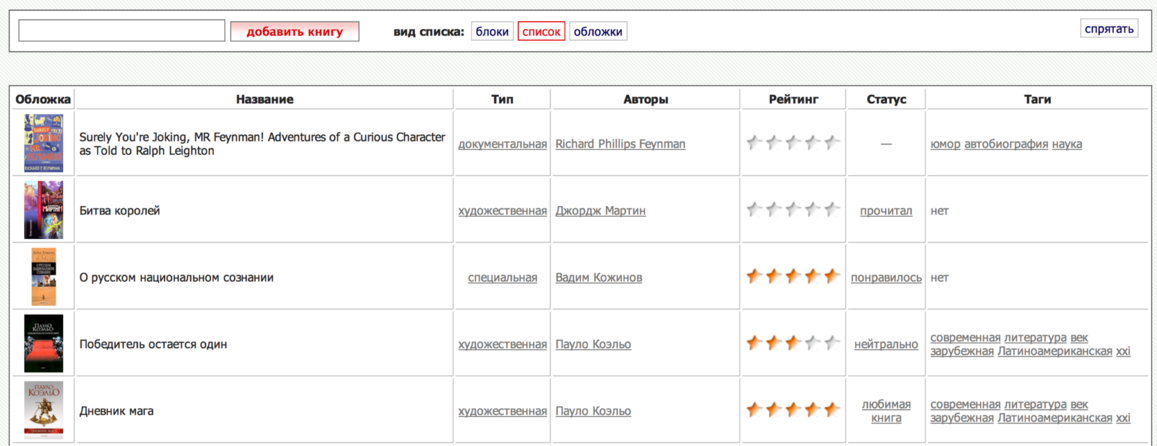 добавить книгу вид списка: блоки список обложки спрятать
Обложка Название Тип Авторы Рейтинг Статус Таги
Surely You're Joking, MR Feynman! Adventures of a Curious Character
as Told to Ralph Leighton
документальная Richard Phillips Feynman — юмор автобиография наука
Битва королей художественная Джордж Мартин прочитал нет
О русском национальном сознании специальная Вадим Кожинов понравилось нет
ПАУЛО
КОЭЛЬО
Победитель остается один художественная Пауло Коэльо нейтрально
современная литература век
зарубежная Латиноамериканская xxi
ПАУЛО
КОЭЛЬО
Дневник мага художественная Пауло Коэльо
любимая
книга
современная литература век
зарубежная Латиноамериканская xxi